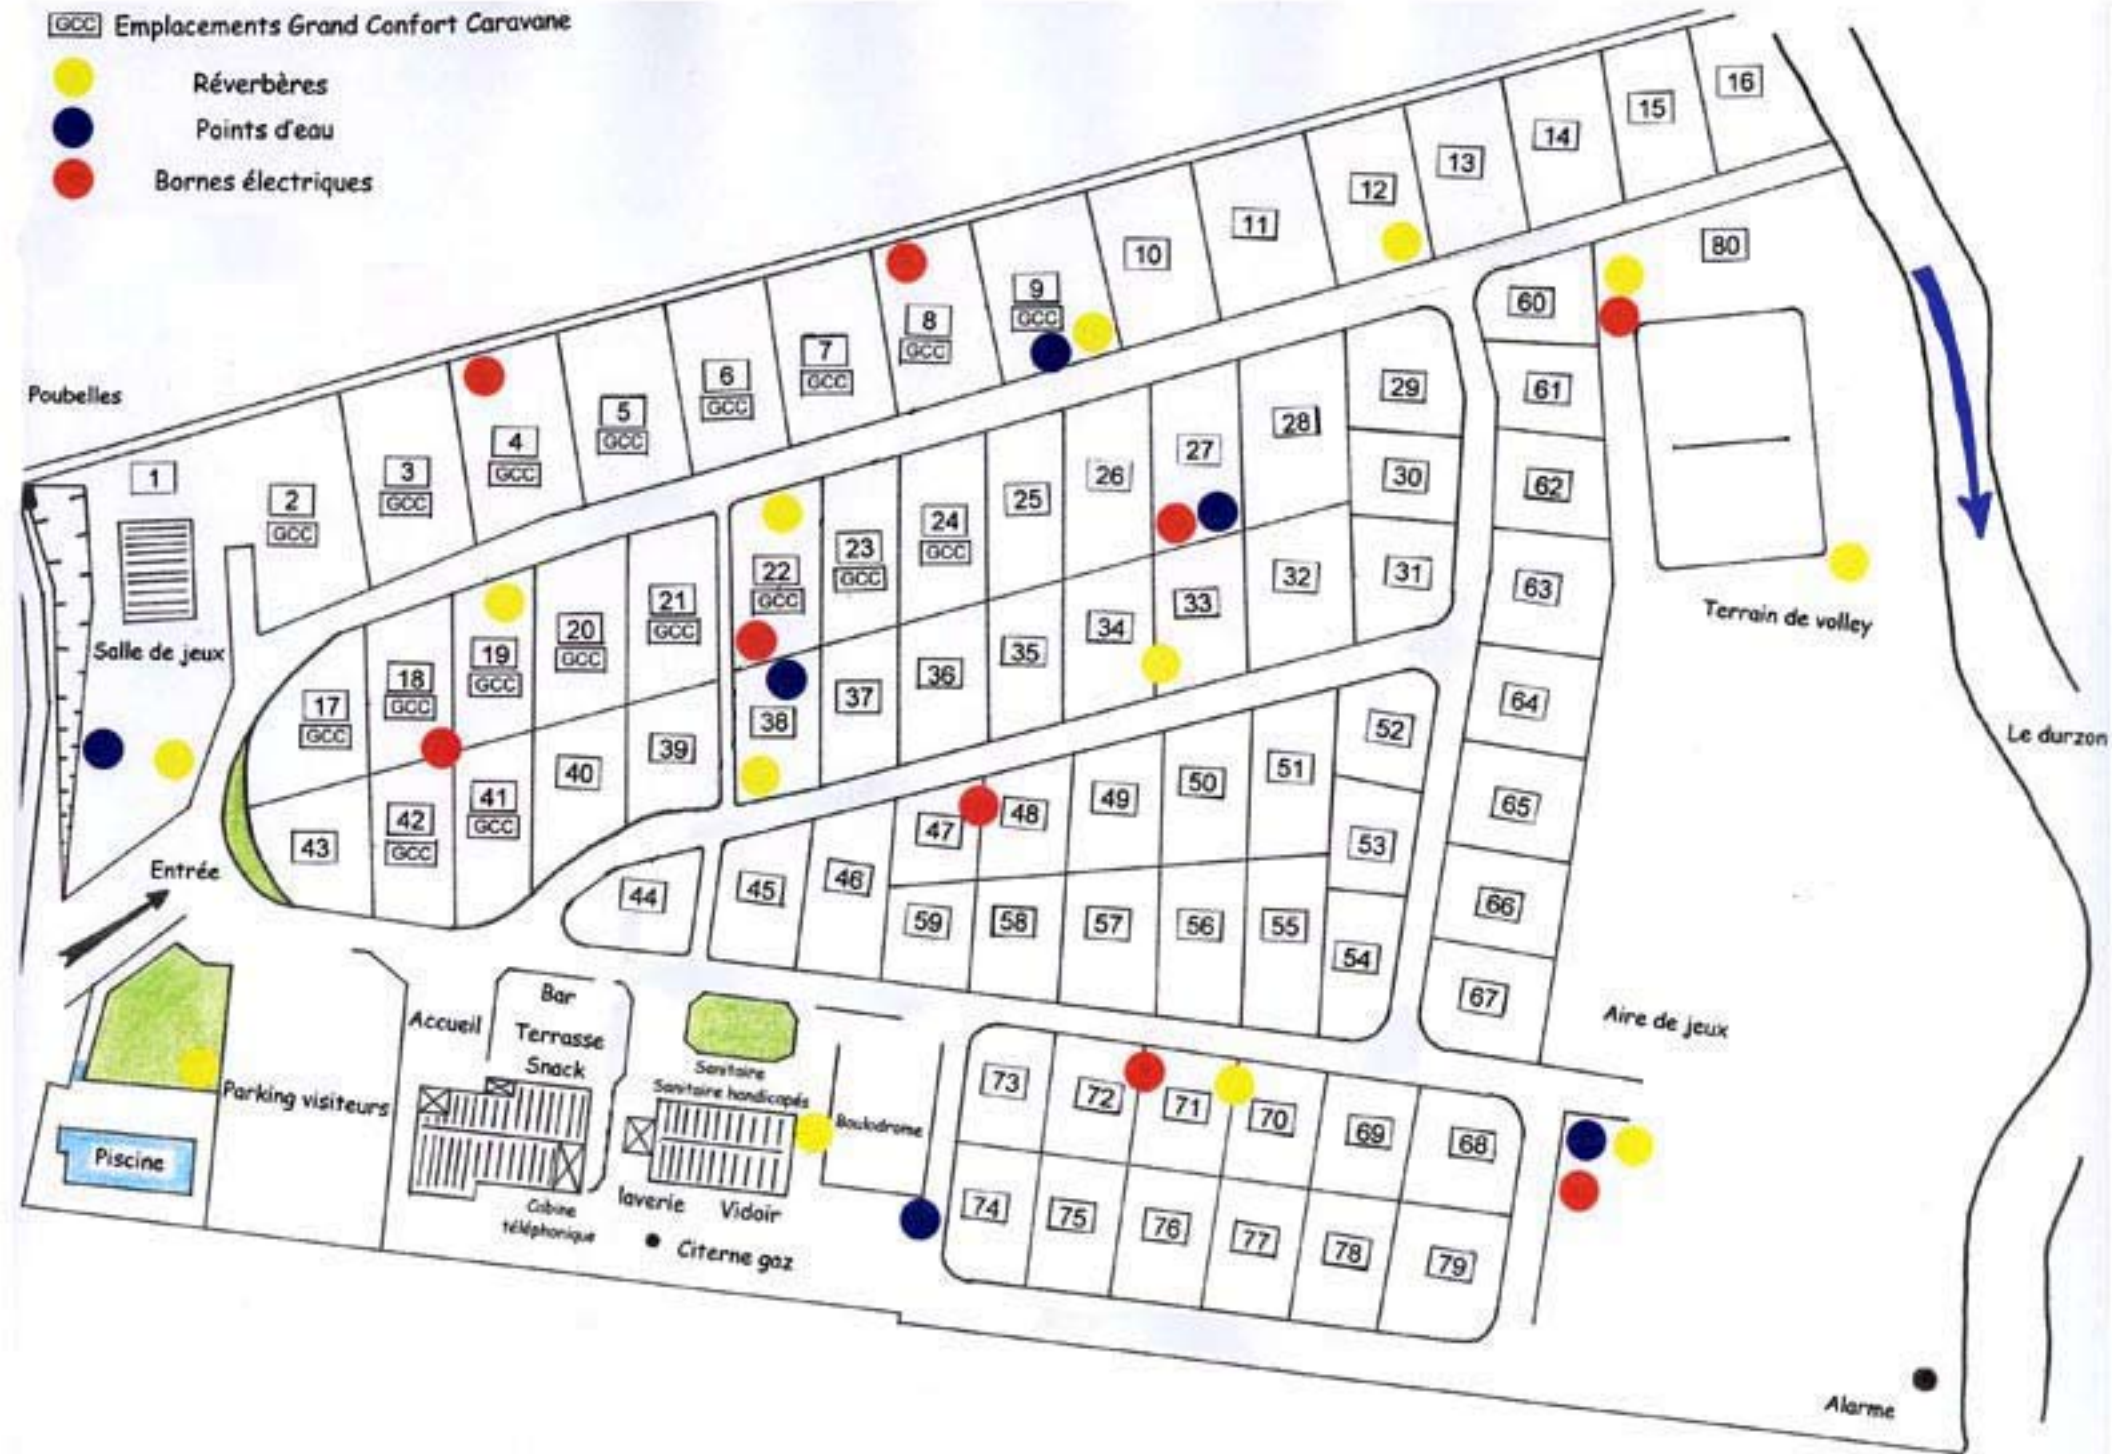 GCC Emplacements Grand Confort Caravane
Réverbères
Points d'eau
Bornes électriques
Poubelles
1
2
GCC
3
GCC
4
GCC
5
GCC
6
GCC
7
GCC
8
GCC
9
GCC
10
11
12
13
14
15
16
Salle de jeux
17
GCC
18
GCC
19
GCC
20
GCC
21
GCC
22
GCC
23
GCC
24
GCC
25
26
27
28
29
30
31
32
33
34
35
36
37
38
39
40
41
GCC
42
GCC
43
44
45
46
47
48
49
50
51
52
53
54
55
56
57
58
59
60
61
62
63
64
65
66
67
80
Terrain de volley
Le durzon
Entrée
Aire de jeux
Accueil
Bar
Terrasse
Snack
Parking visiteurs
Piscine
Cabine
téléphonique
Sanitaire
Sanitaire handicapés
laverie
Vidoir
Citerne gaz
Boulodrome
73
72
71
70
69
68
74
75
76
77
78
79
Alarme